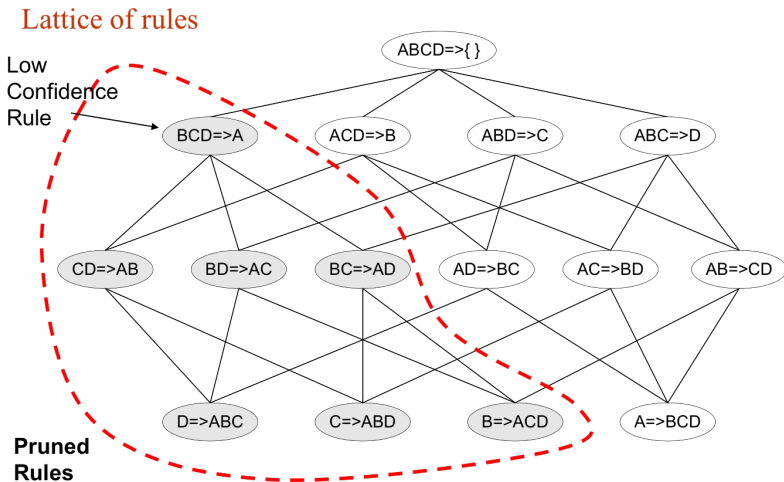 Lattice of rules
ABCD=>{ }
Low
Confidence
Rule
BCD=>A
ACD=>B
ABD=>C
ABC=>D
CD=>AB
BD=>AC
BC=>AD
AD=>BC
AC=>BD
AB=>CD
D=>ABC
C=>ABD
B=>ACD
A=>BCD
Pruned
Rules